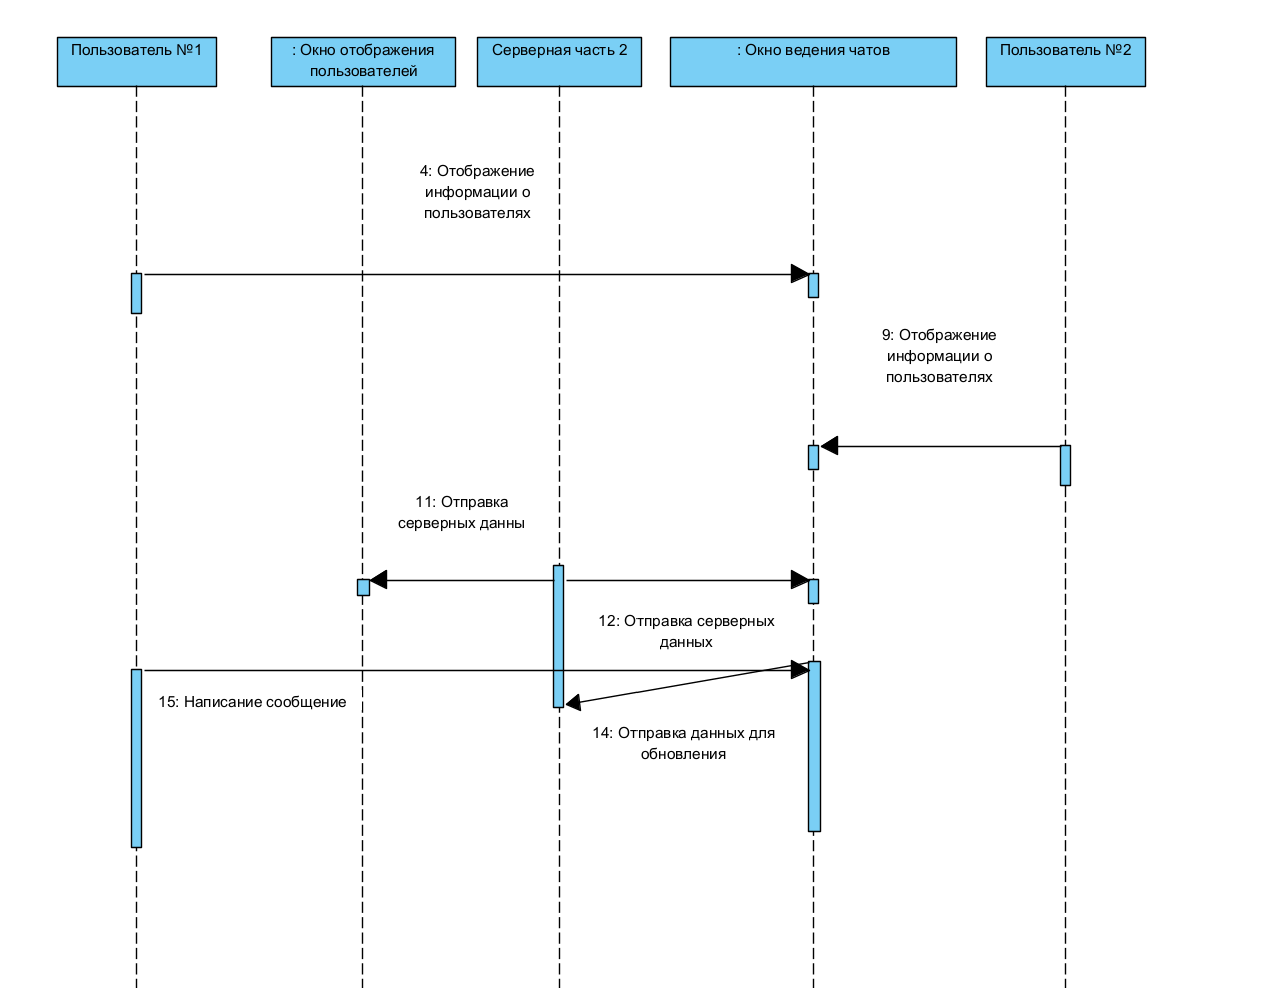 Пользователь №1
: Окно отображения
пользователей
Серверная часть 2
: Окно ведения чатов
Пользователь №2
4: Отображение
информации о
пользователях
9: Отображение
информации о
пользователях
11: Отправка
серверных данны
12: Отправка серверных
данных
15: Написание сообщение
14: Отправка данных для
обновления